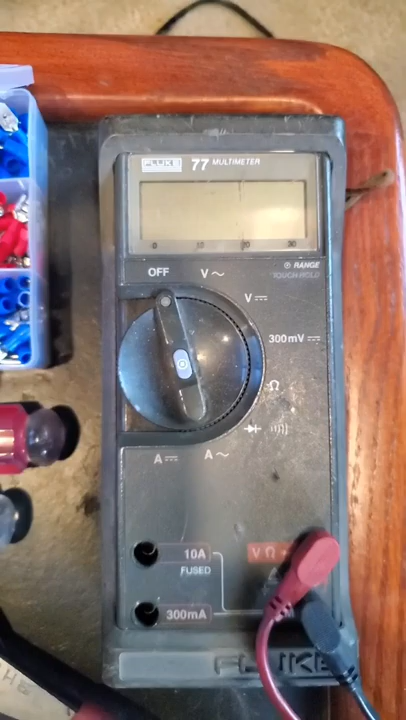 FLUKE 77 MULTIMETER
0 10 20 30
RANGE
TOUCH HOLD
OFF V~
V⎓
300mV⎓
Ω
A⎓ A~
10A VΩ
FUSED
300mA
FLUKE